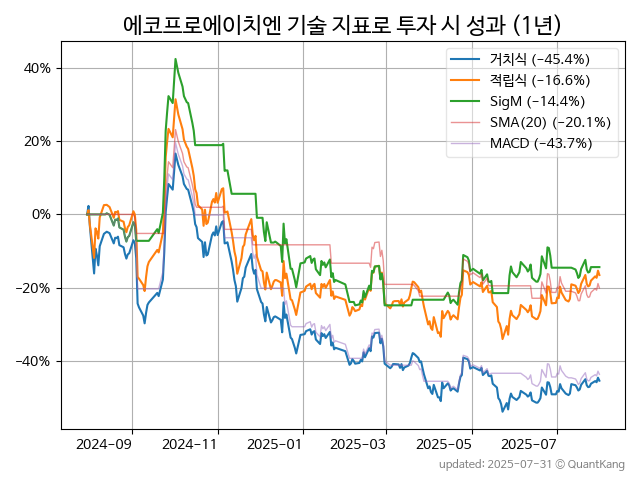 에코프로에이치엔 기술 지표로 투자 시 성과 (1년)
거치식 (−45.4%)
적립식 (−16.6%)
SigM (−14.4%)
SMA(20) (−20.1%)
MACD (−43.7%)
40%
20%
0%
−20%
−40%
2024-09 2024-11 2025-01 2025-03 2025-05 2025-07
updated: 2025-07-31 © QuantKang